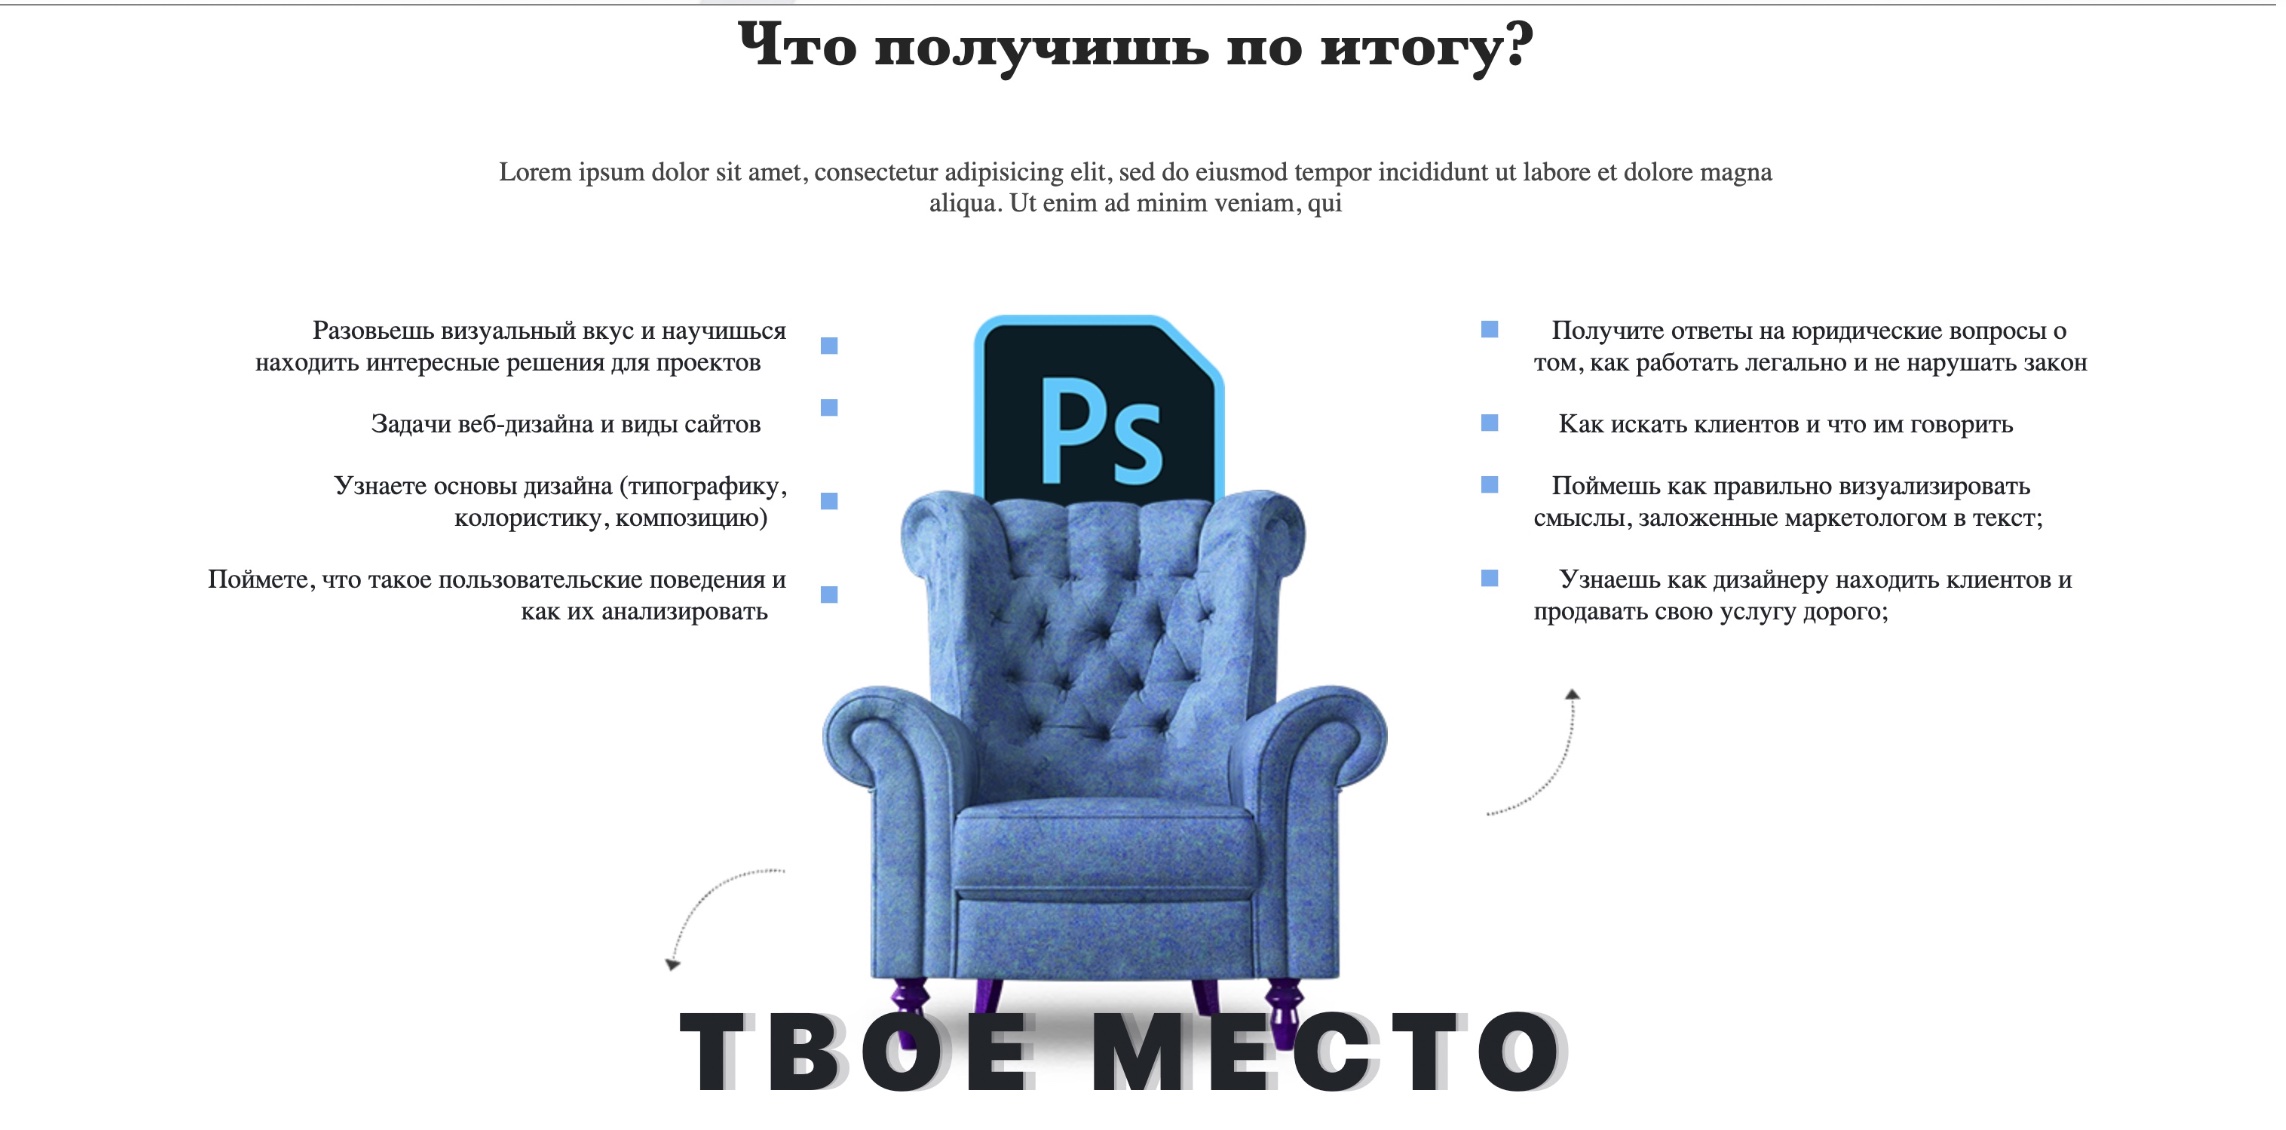 Что получишь по итогу?
Lorem ipsum dolor sit amet, consectetur adipisicing elit, sed do eiusmod tempor incididunt ut labore et dolore magna
aliqua. Ut enim ad minim veniam, qui
Разовьешь визуальный вкус и научишься
находить интересные решения для проектов
Задачи веб-дизайна и виды сайтов
Узнаете основы дизайна (типографику,
колористику, композицию)
Поймете, что такое пользовательские поведения и
как их анализировать
Ps
Получите ответы на юридические вопросы о
том, как работать легально и не нарушать закон
Как искать клиентов и что им говорить
Поймешь как правильно визуализировать
смыслы, заложенные маркетологом в текст;
Узнаешь как дизайнеру находить клиентов и
продавать свою услугу дорого;
ТВОЕ МЕСТО